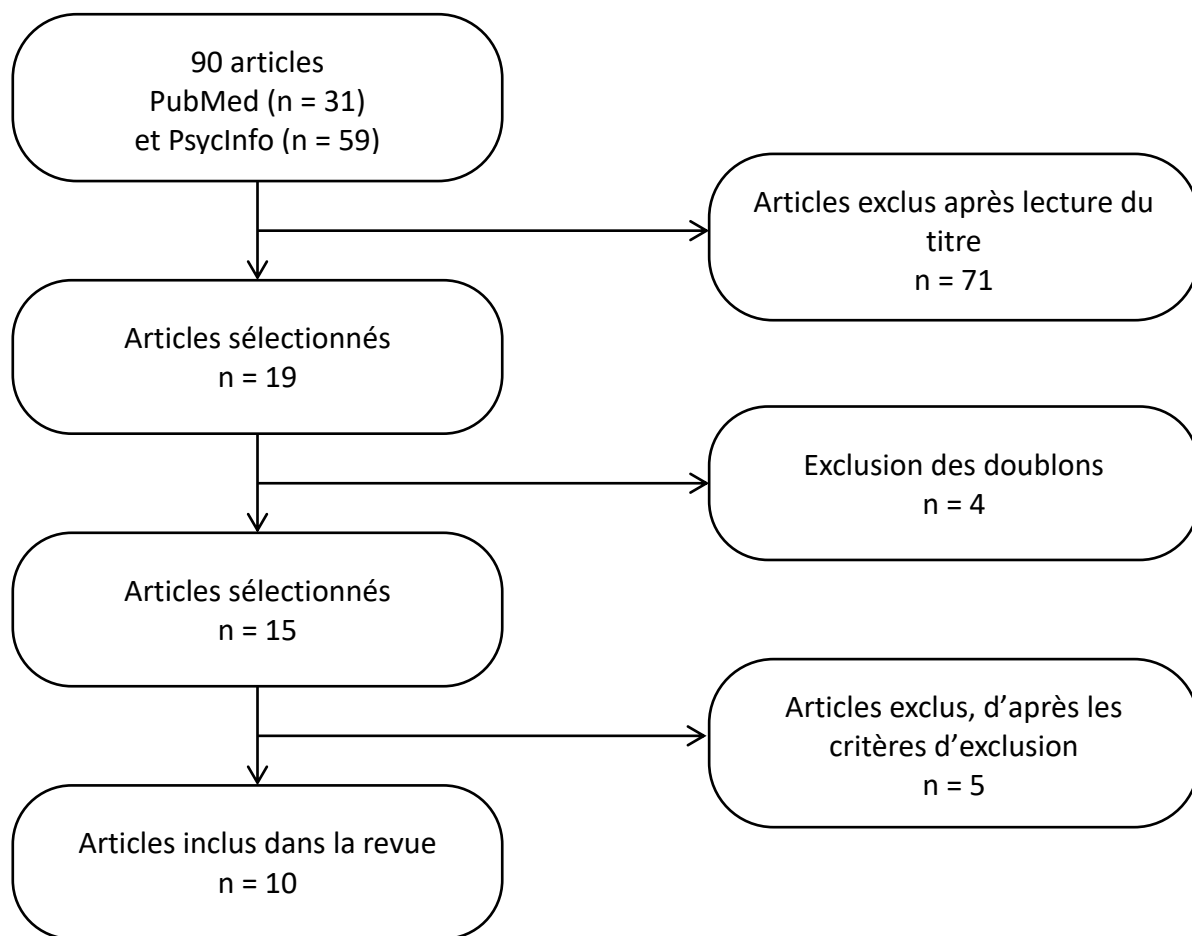 90 articles
PubMed (n = 31)
et PsycInfo (n = 59)
Articles exclus après lecture du
titre
n = 71
Articles sélectionnés
n = 19
Exclusion des doublons
n = 4
Articles sélectionnés
n = 15
Articles exclus, d’après les
critères d’exclusion
n = 5
Articles inclus dans la revue
n = 10